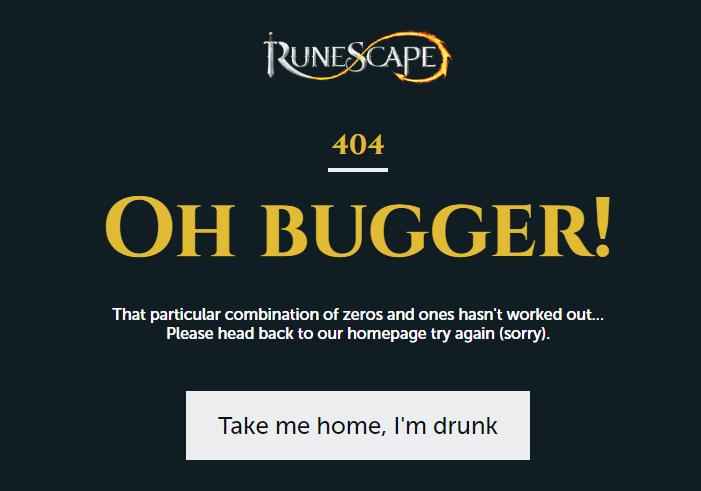 RuneScape
404
Oh bugger!
That particular combination of zeros and ones hasn't worked out...
Please head back to our homepage try again (sorry).
Take me home, I'm drunk